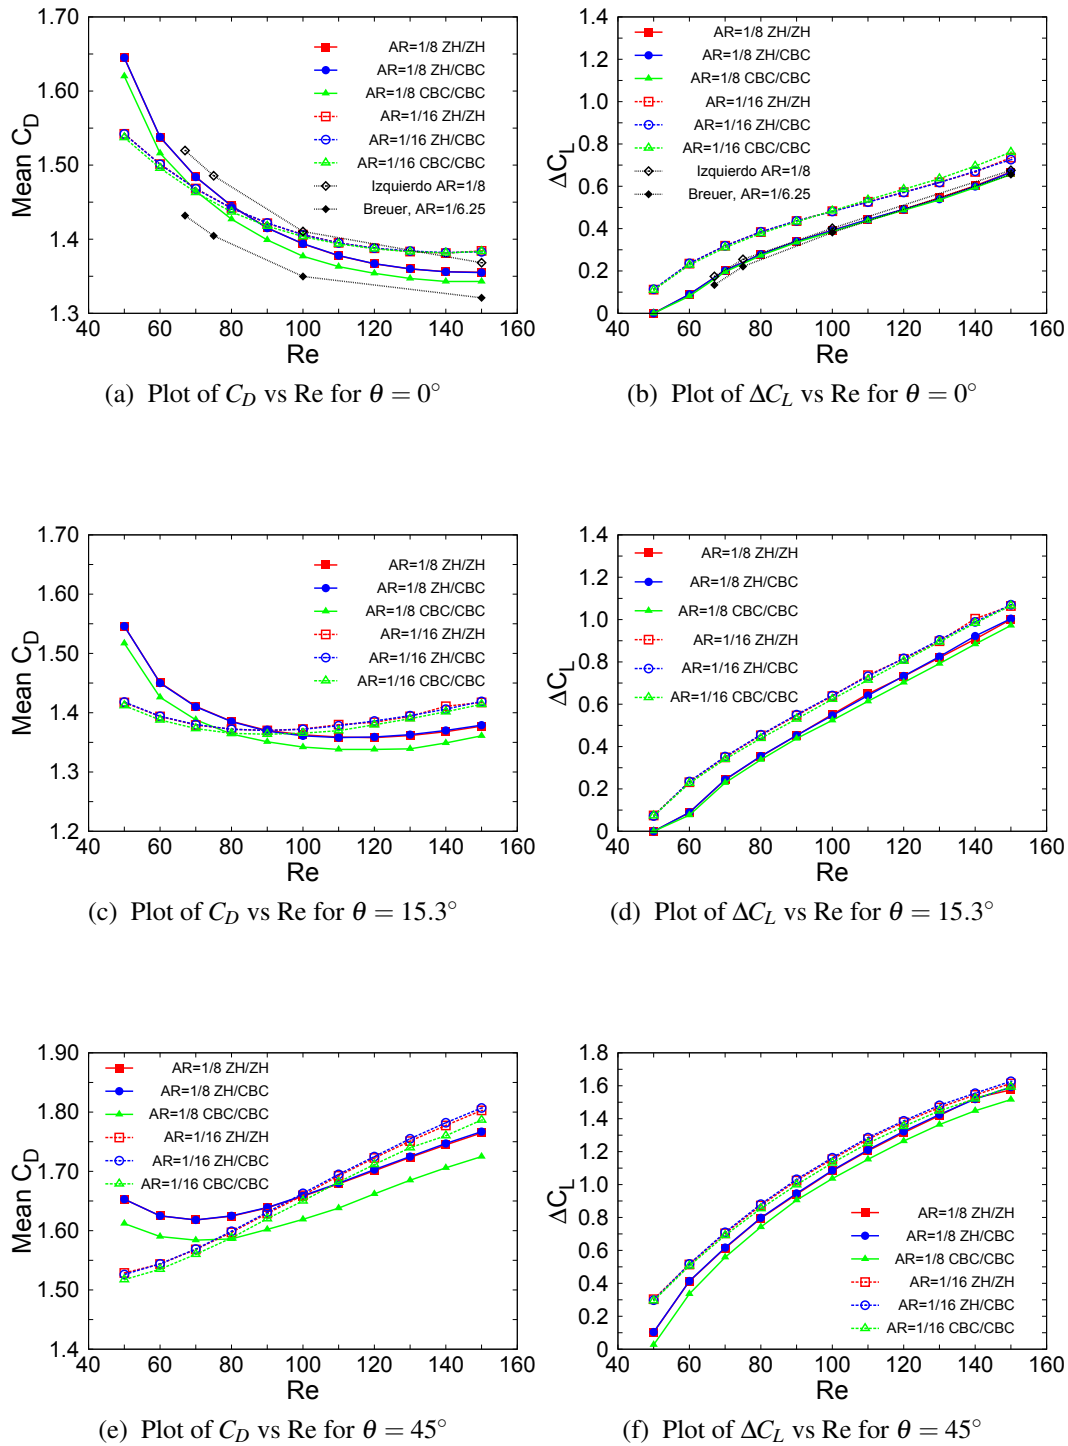 1.70
1.60
1.50
1.4
1.3
Mean C_D
40 60 80 100 120 140 160
Re
AR=1/8 ZH/ZH
AR=1/8 ZH/CBC
AR=1/8 CBC/CBC
AR=1/16 ZH/ZH
AR=1/16 ZH/CBC
AR=1/16 CBC/CBC
Izquierdo AR=1/8
Breuer, AR=1/6.25
(a) Plot of C_D vs Re for θ = 0°
1.4
1.2
1.0
0.8
0.6
0.4
0.2
0
ΔC_L
40 60 80 100 120 140 160
Re
AR=1/8 ZH/ZH
AR=1/8 ZH/CBC
AR=1/8 CBC/CBC
AR=1/16 ZH/ZH
AR=1/16 ZH/CBC
AR=1/16 CBC/CBC
Izquierdo AR=1/8
Breuer, AR=1/6.25
(b) Plot of ΔC_L vs Re for θ = 0°
1.70
1.50
1.4
1.3
1.2
Mean C_D
40 60 80 100 120 140 160
Re
AR=1/8 ZH/ZH
AR=1/8 ZH/CBC
AR=1/8 CBC/CBC
AR=1/16 ZH/ZH
AR=1/16 ZH/CBC
AR=1/16 CBC/CBC
(c) Plot of C_D vs Re for θ = 15.3°
1.4
1.2
1.0
0.8
0.6
0.4
0.2
0
ΔC_L
40 60 80 100 120 140 160
Re
AR=1/8 ZH/ZH
AR=1/8 ZH/CBC
AR=1/8 CBC/CBC
AR=1/16 ZH/ZH
AR=1/16 ZH/CBC
AR=1/16 CBC/CBC
(d) Plot of ΔC_L vs Re for θ = 15.3°
1.90
1.80
1.70
1.60
1.50
1.4
Mean C_D
40 60 80 100 120 140 160
Re
AR=1/8 ZH/ZH
AR=1/8 ZH/CBC
AR=1/8 CBC/CBC
AR=1/16 ZH/ZH
AR=1/16 ZH/CBC
AR=1/16 CBC/CBC
(e) Plot of C_D vs Re for θ = 45°
1.8
1.6
1.4
1.2
1.0
0.8
0.6
0.4
0.2
0
ΔC_L
40 60 80 100 120 140 160
Re
AR=1/8 ZH/ZH
AR=1/8 ZH/CBC
AR=1/8 CBC/CBC
AR=1/16 ZH/ZH
AR=1/16 ZH/CBC
AR=1/16 CBC/CBC
(f) Plot of ΔC_L vs Re for θ = 45°